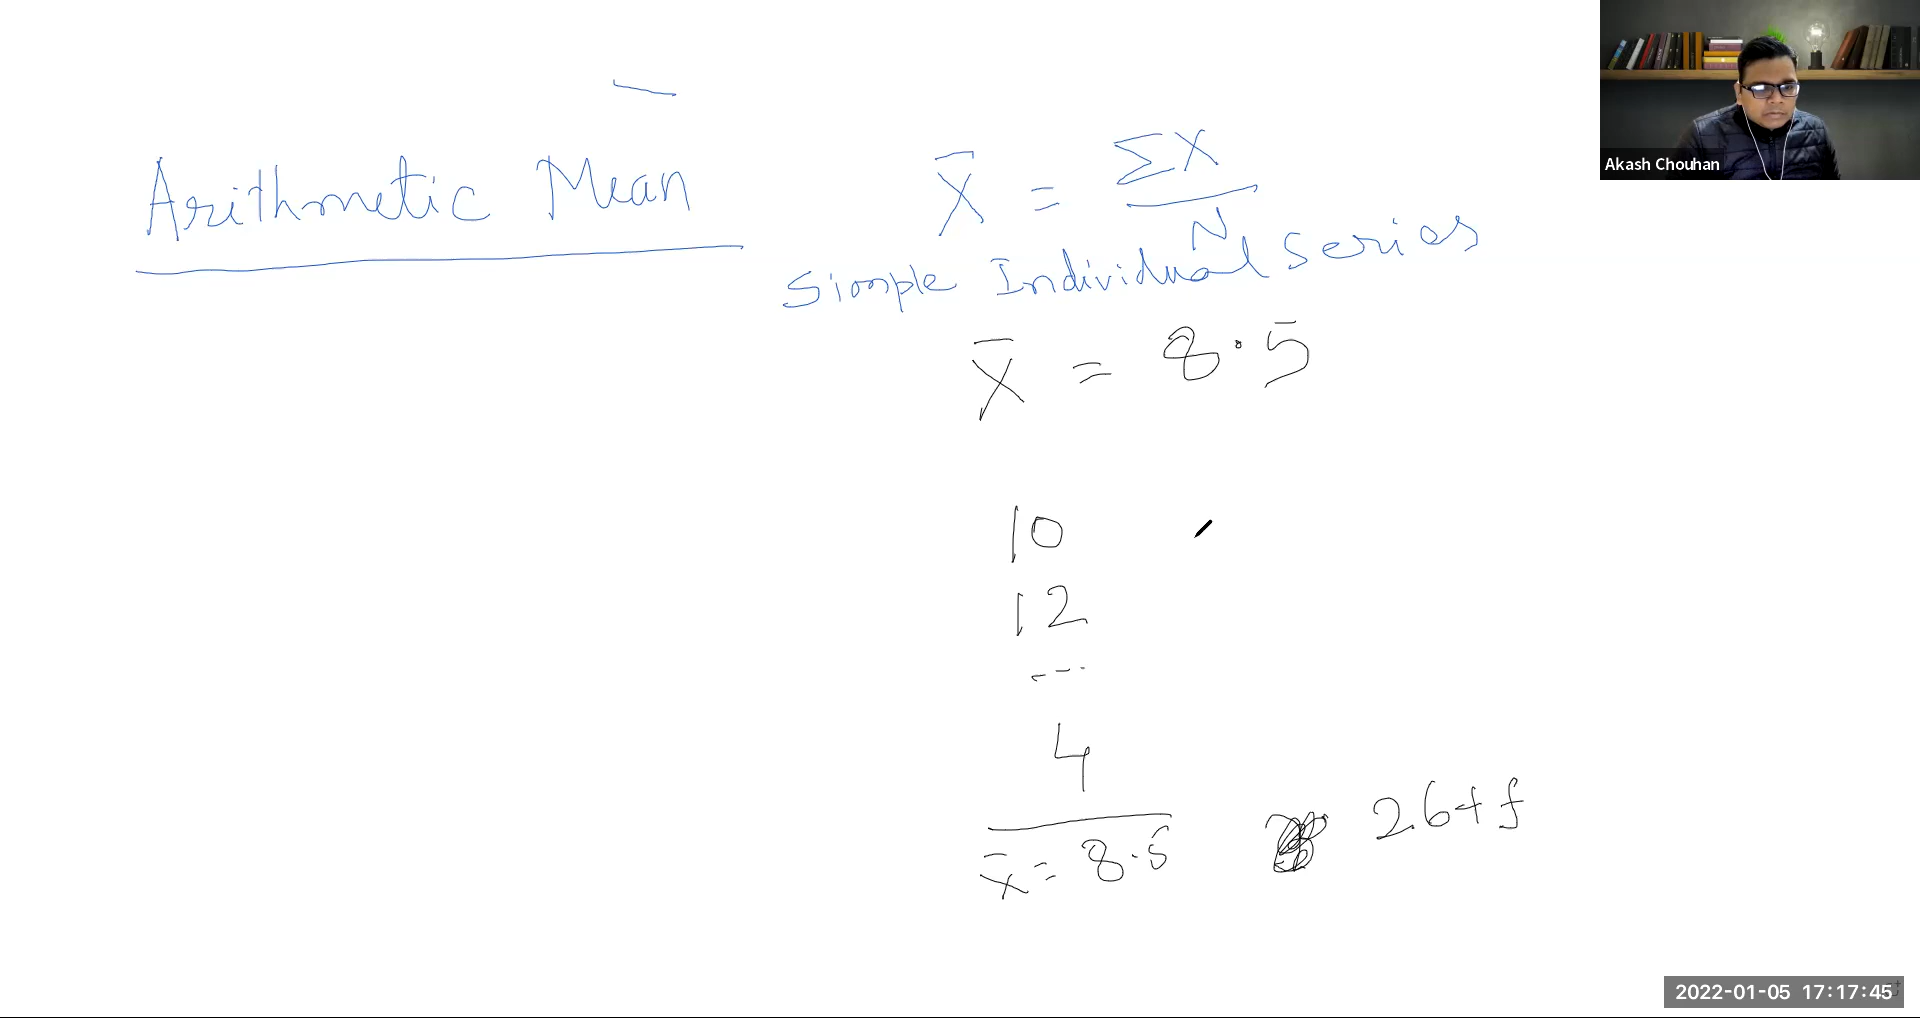 Akash Chouhan
Arithmetic Mean
X̄ = ΣX / N
Simple Individual Series
X̄ = 8.5
10
12
---
4
x̄ = 8.5
26+f
2022-01-05 17:17:45